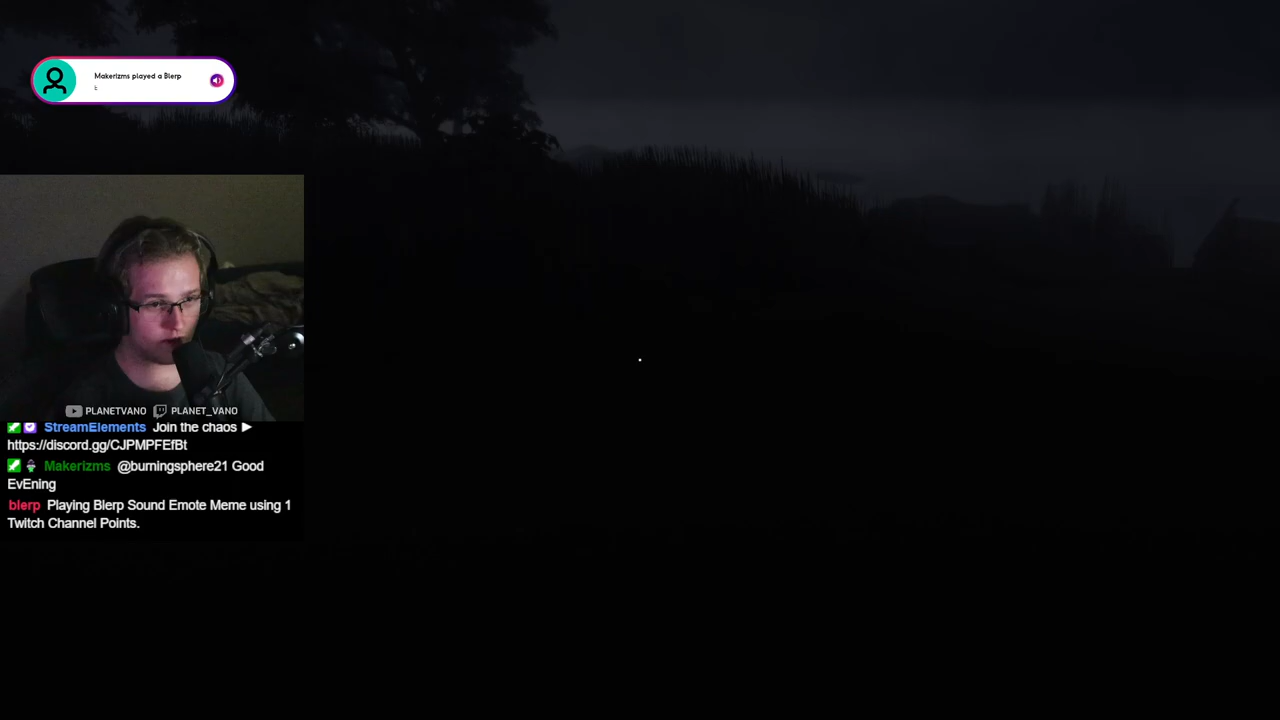 Makerizms played a Blerp
PLANETVANO PLANET_VANO
StreamElements Join the chaos ▶
https://discord.gg/CJPMPFEfBt
Makerizms @burningsphere21 Good
EvEning
blerp Playing Blerp Sound Emote Meme using 1
Twitch Channel Points.